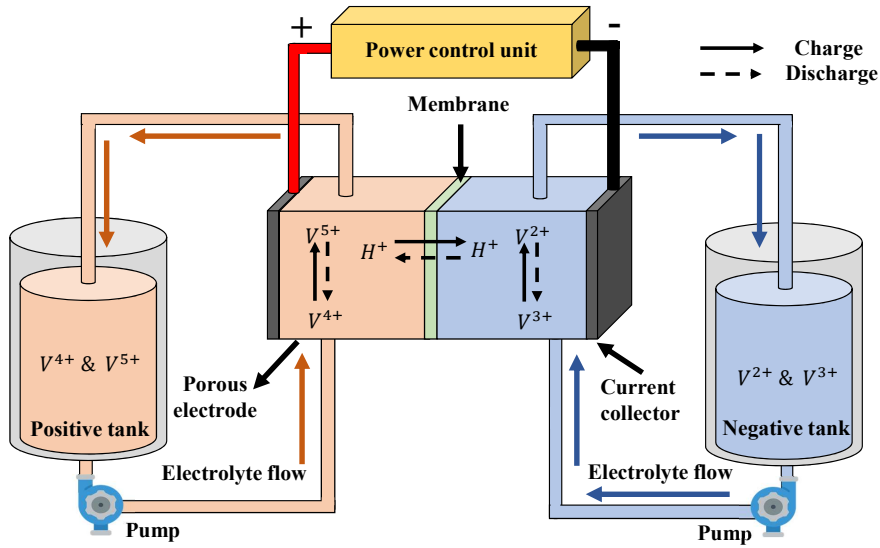 +
-
Power control unit
Charge
Discharge
Membrane
V⁵⁺
H⁺
H⁺
V²⁺
V⁴⁺
V³⁺
V⁴⁺ & V⁵⁺
Positive tank
Porous
electrode
Current
collector
V²⁺ & V³⁺
Negative tank
Electrolyte flow
Electrolyte flow
Pump
Pump